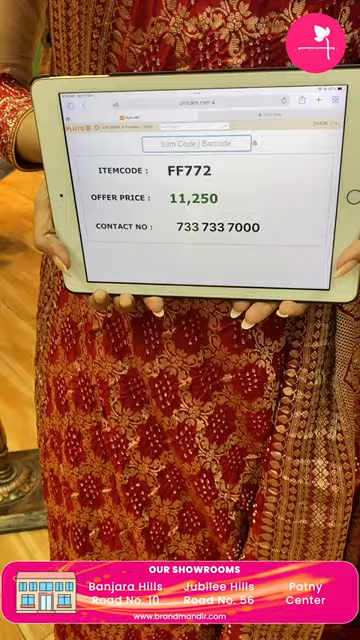 Item Code / Barcode
ITEMCODE : FF772
OFFER PRICE : 11,250
CONTACT NO : 733 733 7000
OUR SHOWROOMS
Banjara Hills Jubilee Hills Patny
Road No. 10 Road No. 56 Center
www.brandmandir.com